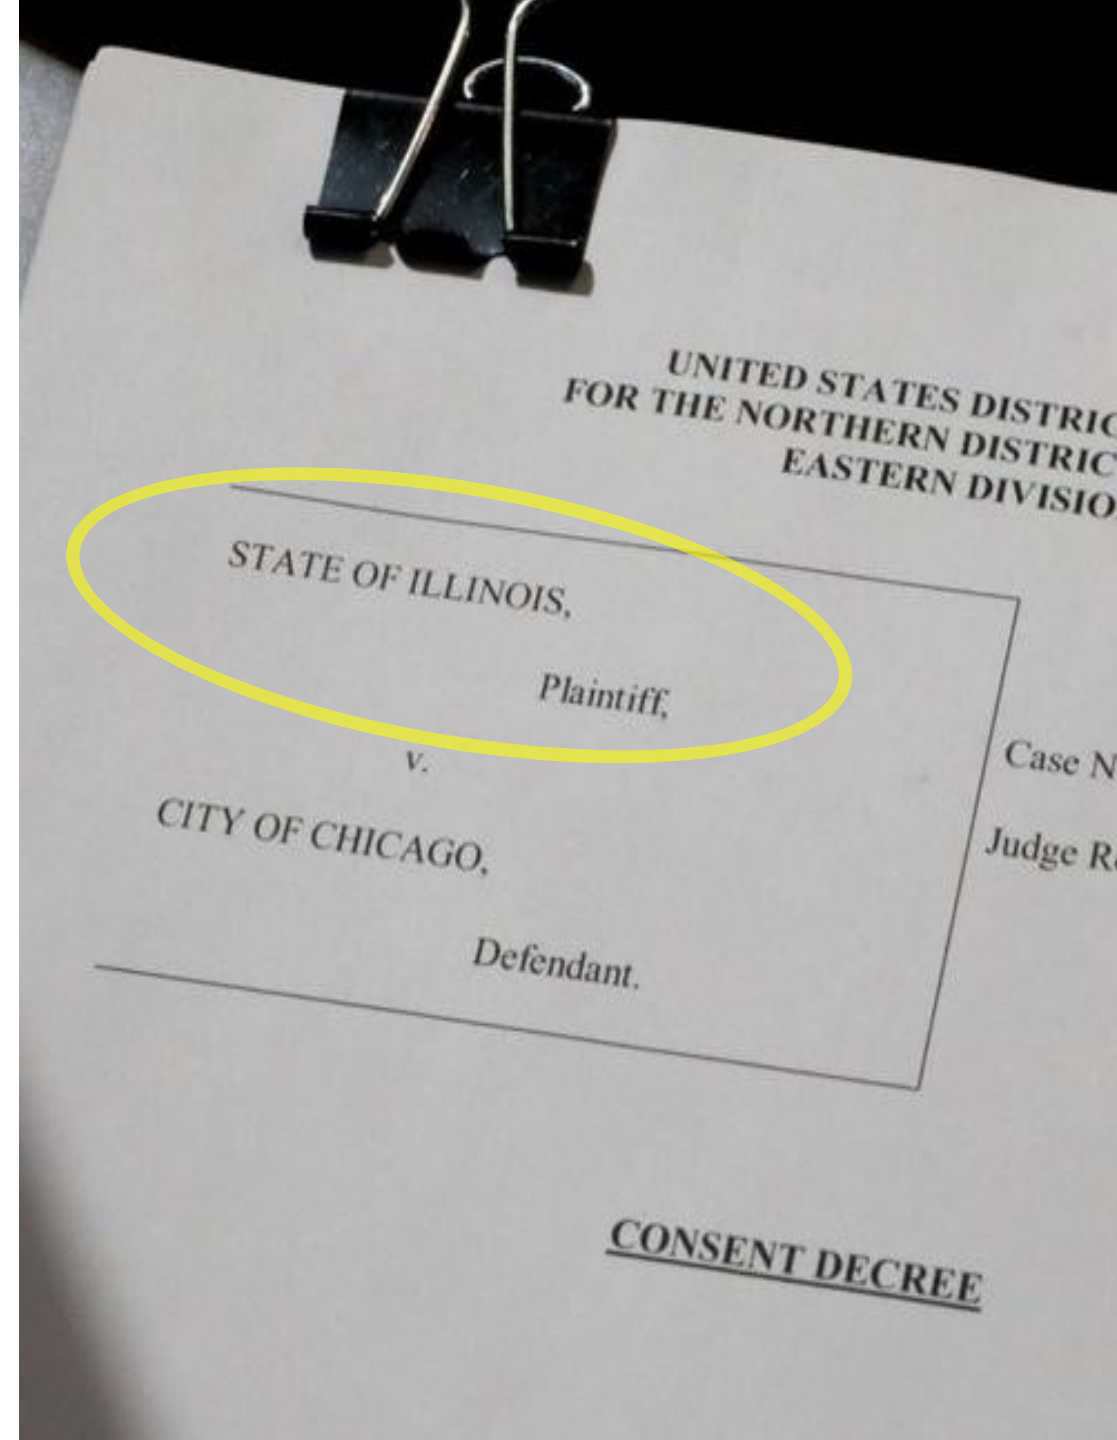 UNITED STATES DISTRIC
FOR THE NORTHERN DISTRIC
EASTERN DIVISIO
STATE OF ILLINOIS,
Plaintiff,
v.
CITY OF CHICAGO,
Defendant.
Case N
Judge R
CONSENT DECREE